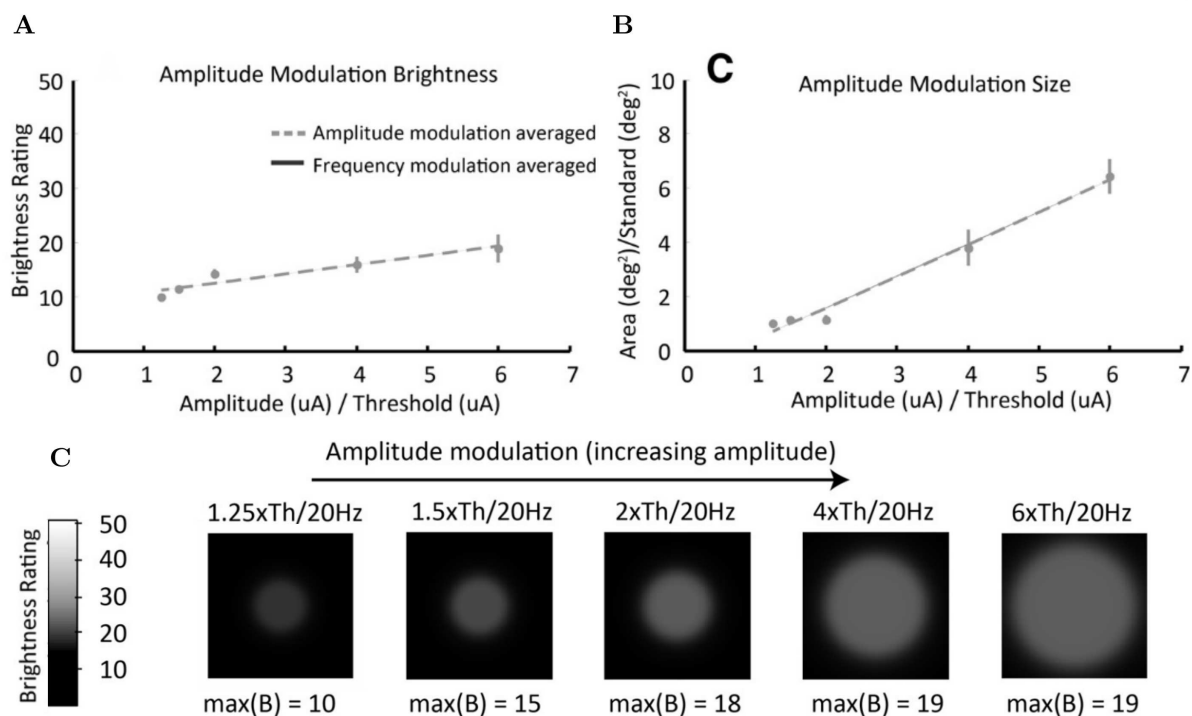 A
Amplitude Modulation Brightness
Brightness Rating
50
40
30
20
10
0
Amplitude modulation averaged
Frequency modulation averaged
0 1 2 3 4 5 6 7
Amplitude (uA) / Threshold (uA)
B
C
Amplitude Modulation Size
Area (deg²)/Standard (deg²)
10
8
6
4
2
0
0 1 2 3 4 5 6 7
Amplitude (uA) / Threshold (uA)
C
Amplitude modulation (increasing amplitude)
Brightness Rating
50
40
30
20
10
1.25xTh/20Hz 1.5xTh/20Hz 2xTh/20Hz 4xTh/20Hz 6xTh/20Hz
max(B) = 10 max(B) = 15 max(B) = 18 max(B) = 19 max(B) = 19